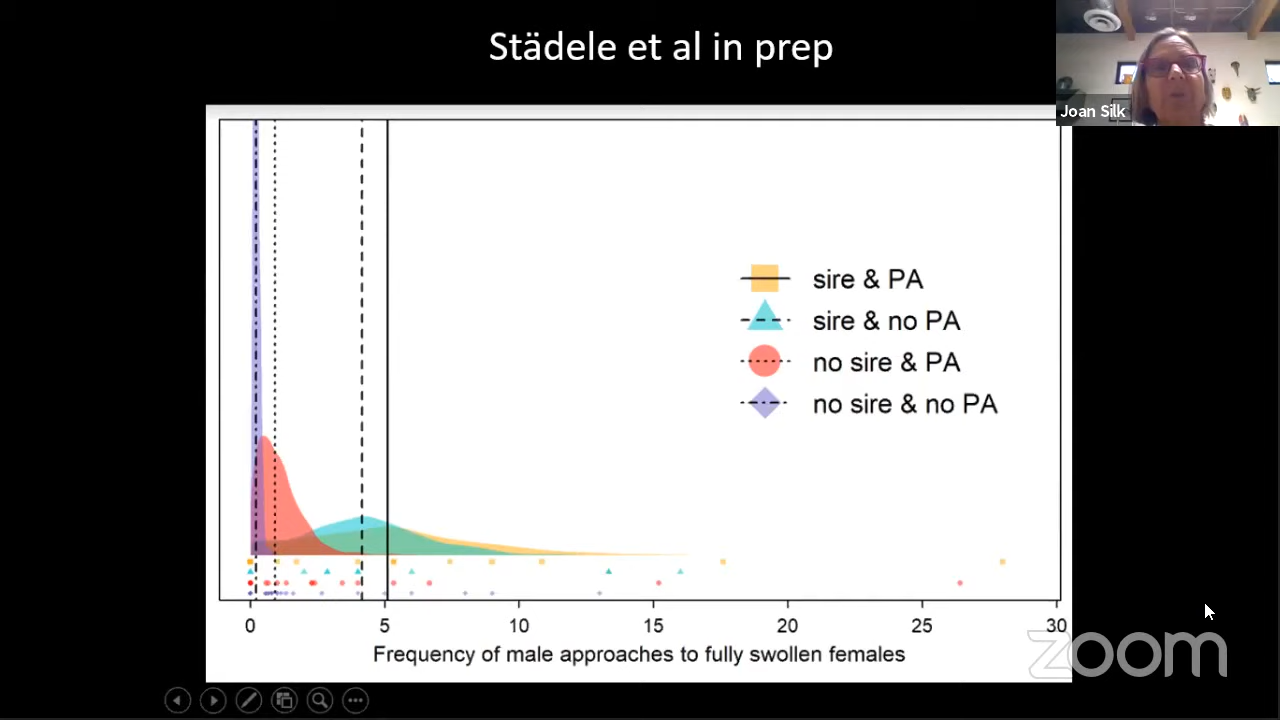 Städele et al in prep
Joan Silk
sire & PA
sire & no PA
no sire & PA
no sire & no PA
0 5 10 15 20 25 30
Frequency of male approaches to fully swollen females
zoom